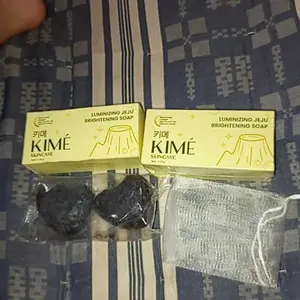 LUMINIZING JEJU
BRIGHTENING SOAP
키메
KIMÉ
SKINCARE
LUMINIZING JEJU
BRIGHTENING SOAP
키메
KIMÉ
SKINCARE